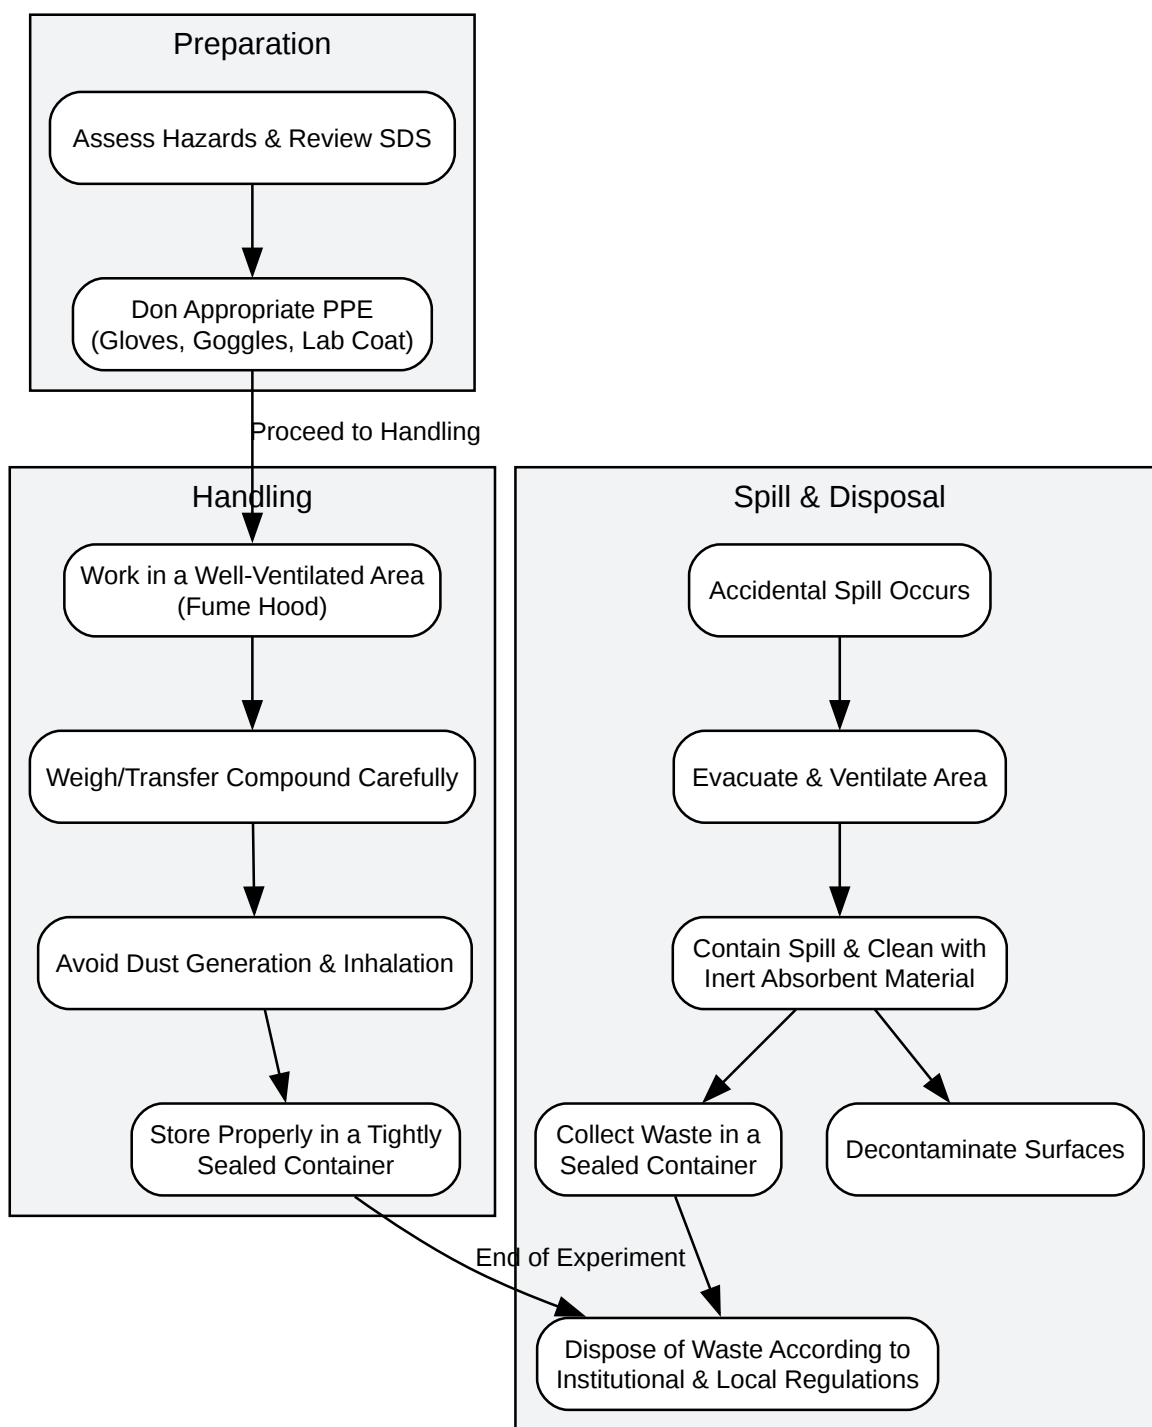 Preparation
Assess Hazards & Review SDS
Don Appropriate PPE
(Gloves, Goggles, Lab Coat)
Proceed to Handling
Handling
Work in a Well-Ventilated Area
(Fume Hood)
Weigh/Transfer Compound Carefully
Avoid Dust Generation & Inhalation
Store Properly in a Tightly
Sealed Container
End of Experiment
Spill & Disposal
Accidental Spill Occurs
Evacuate & Ventilate Area
Contain Spill & Clean with
Inert Absorbent Material
Collect Waste in a
Sealed Container
Decontaminate Surfaces
Dispose of Waste According to
Institutional & Local Regulations